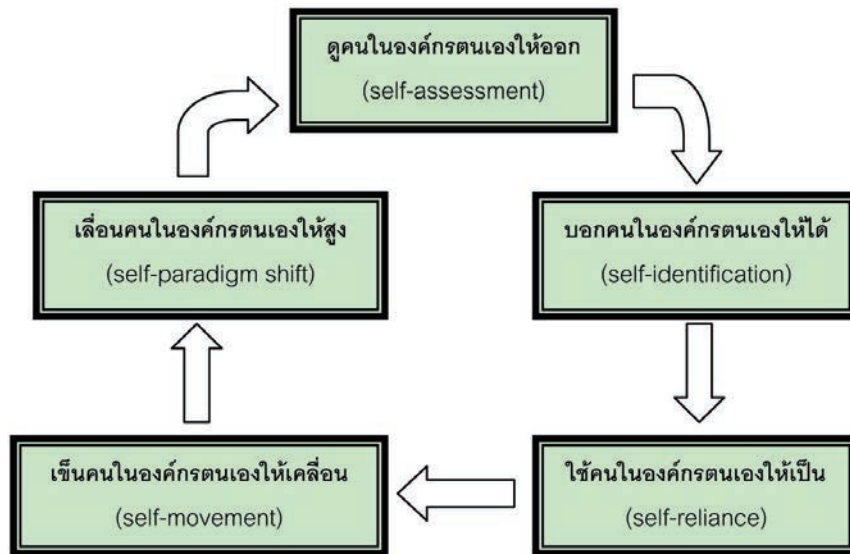 ดูคนในองค์กรตนเองให้ออก
(self-assessment)
เลื่อนคนในองค์กรตนเองให้สูง
(self-paradigm shift)
บอกคนในองค์กรตนเองให้ได้
(self-identification)
เข็นคนในองค์กรตนเองให้เคลื่อน
(self-movement)
ใช้คนในองค์กรตนเองให้เป็น
(self-reliance)